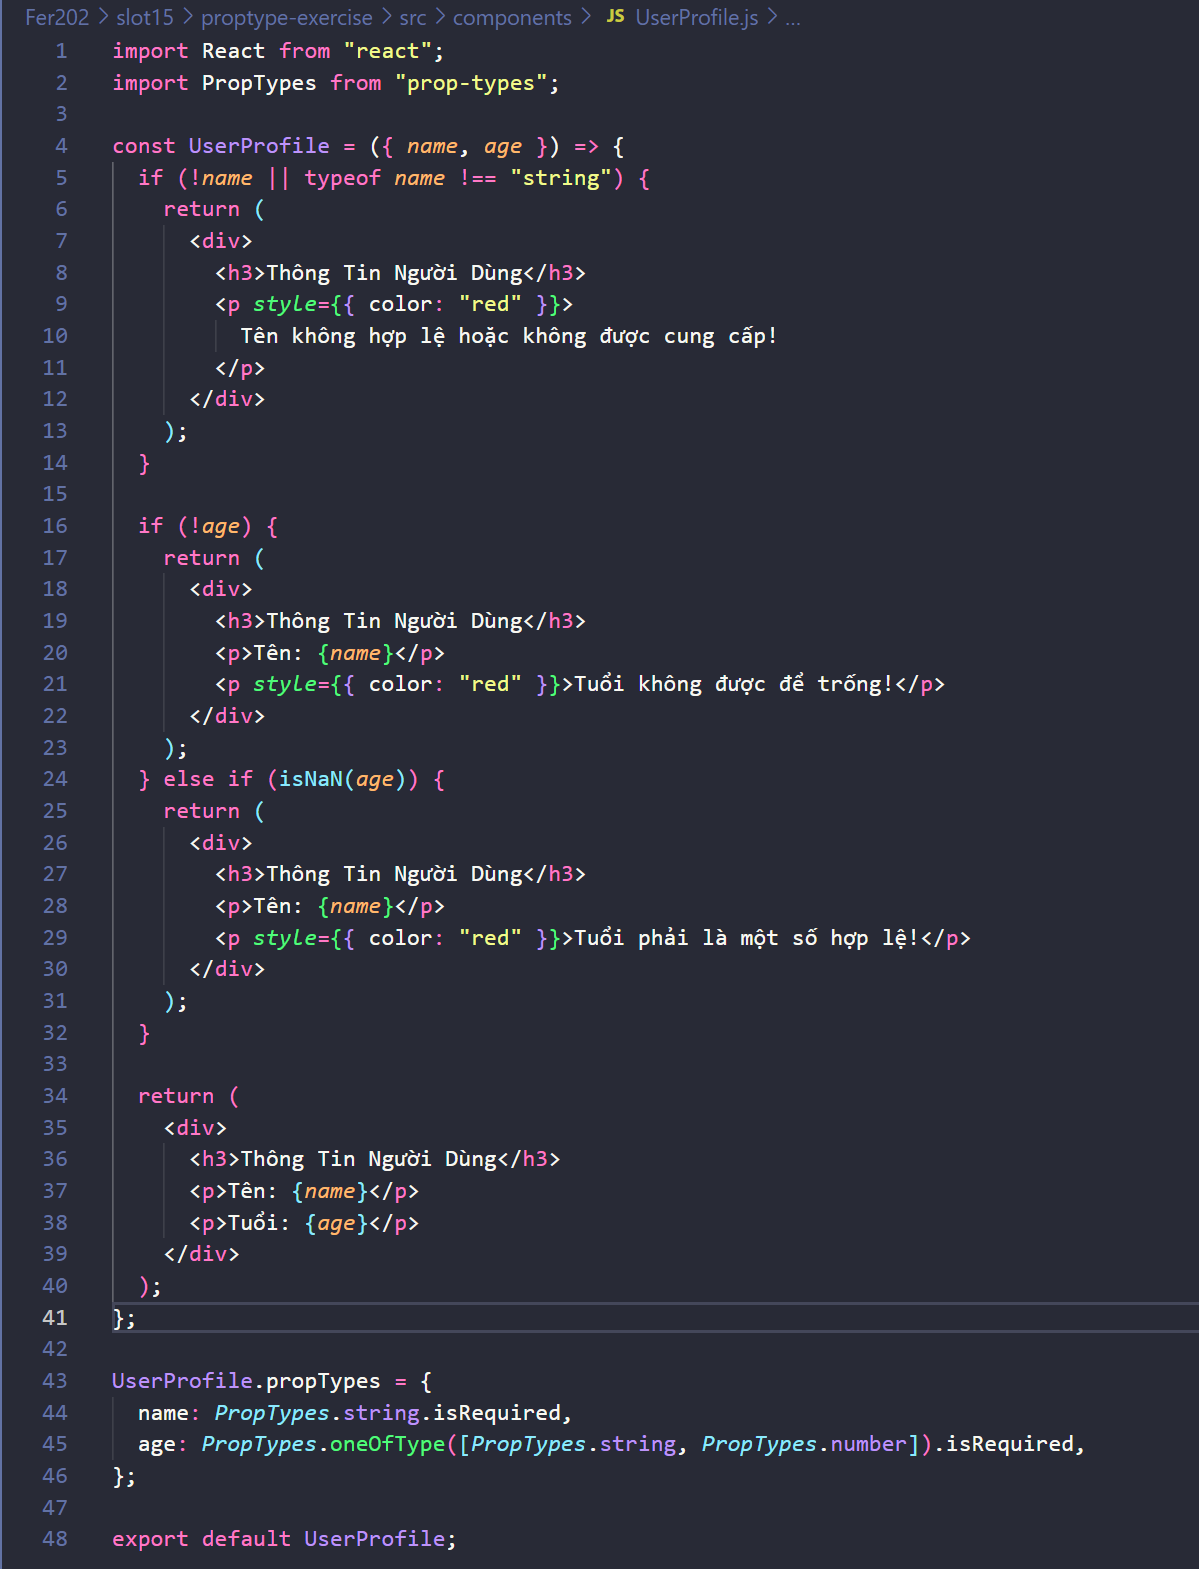 Fer202 > slot15 > proptype-exercise > src > components > JS UserProfile.js > ...
1 import React from "react";
2 import PropTypes from "prop-types";
3
4 const UserProfile = ({ name, age }) => {
5   if (!name || typeof name !== "string") {
6     return (
7       <div>
8         <h3>Thông Tin Người Dùng</h3>
9         <p style={{ color: "red" }}>
10           Tên không hợp lệ hoặc không được cung cấp!
11         </p>
12       </div>
13     );
14   }
15
16   if (!age) {
17     return (
18       <div>
19         <h3>Thông Tin Người Dùng</h3>
20         <p>Tên: {name}</p>
21         <p style={{ color: "red" }}>Tuổi không được để trống!</p>
22       </div>
23     );
24   } else if (isNaN(age)) {
25     return (
26       <div>
27         <h3>Thông Tin Người Dùng</h3>
28         <p>Tên: {name}</p>
29         <p style={{ color: "red" }}>Tuổi phải là một số hợp lệ!</p>
30       </div>
31     );
32   }
33
34   return (
35     <div>
36       <h3>Thông Tin Người Dùng</h3>
37       <p>Tên: {name}</p>
38       <p>Tuổi: {age}</p>
39     </div>
40   );
41 };
42
43 UserProfile.propTypes = {
44   name: PropTypes.string.isRequired,
45   age: PropTypes.oneOfType([PropTypes.string, PropTypes.number]).isRequired,
46 };
47
48 export default UserProfile;